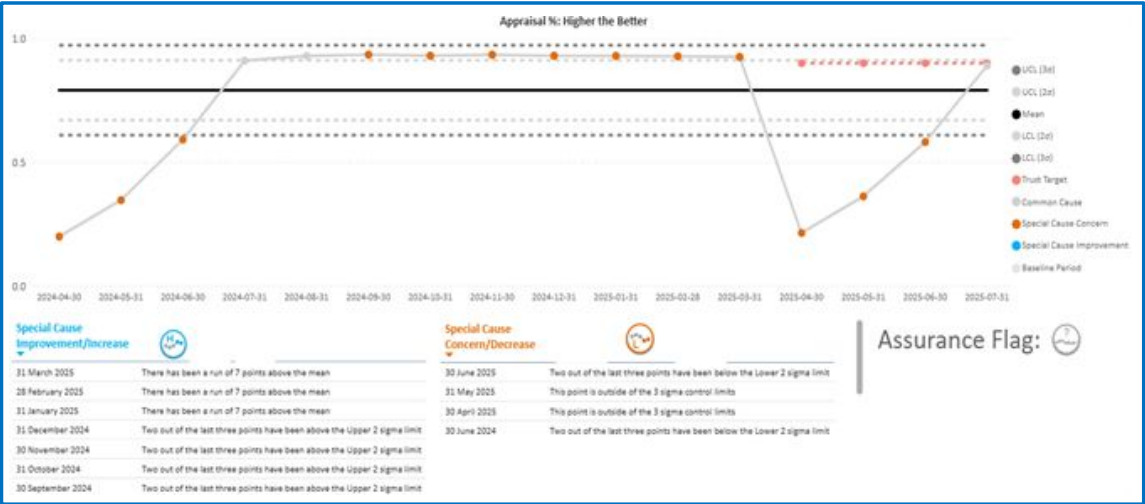 Appraisal %: Higher the Better
1.0
0.5
0.0
2024-04-30 2024-05-31 2024-06-30 2024-07-31 2024-08-31 2024-09-30 2024-10-31 2024-11-30 2024-12-31 2025-01-31 2025-02-28 2025-03-31 2025-04-30 2025-05-31 2025-06-30 2025-07-31
UCL (3σ)
UCL (2σ)
Mean
LCL (2σ)
LCL (3σ)
Trust Target
Common Cause
Special Cause Concern
Special Cause Improvement
Baseline Period
Special Cause
Improvement/Increase
H
31 March 2025 There has been a run of 7 points above the mean
28 February 2025 There has been a run of 7 points above the mean
31 January 2025 There has been a run of 7 points above the mean
31 December 2024 Two out of the last three points have been above the Upper 2 sigma limit
30 November 2024 Two out of the last three points have been above the Upper 2 sigma limit
31 October 2024 Two out of the last three points have been above the Upper 2 sigma limit
30 September 2024 Two out of the last three points have been above the Upper 2 sigma limit
Special Cause
Concern/Decrease
L
30 June 2025 Two out of the last three points have been below the Lower 2 sigma limit
31 May 2025 This point is outside of the 3 sigma control limits
30 April 2025 This point is outside of the 3 sigma control limits
30 June 2024 Two out of the last three points have been below the Lower 2 sigma limit
Assurance Flag: ?